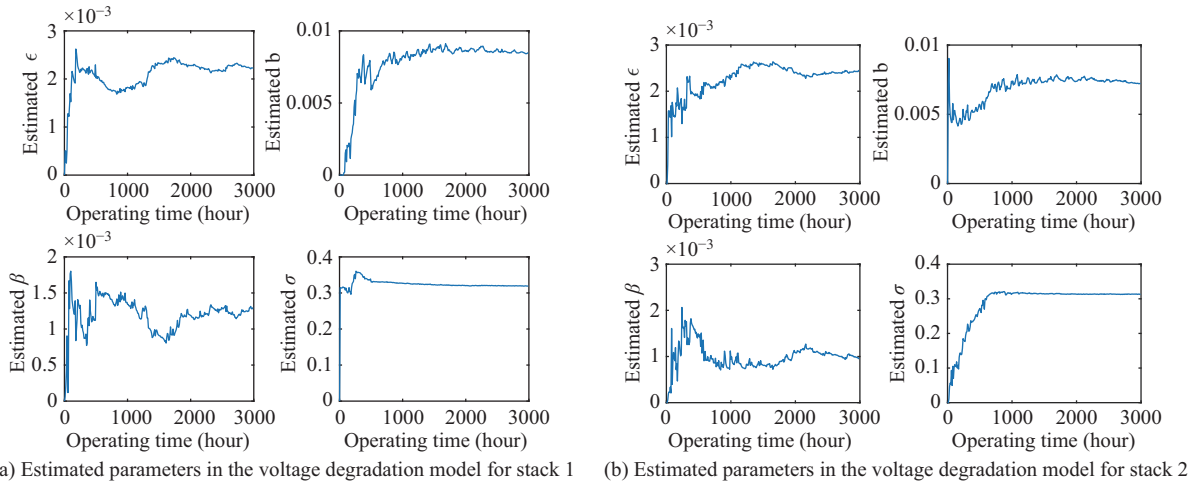 ×10⁻³
3
2
1
0
Estimated ϵ
0 1000 2000 3000
Operating time (hour)
0.01
0.005
0
Estimated b
0 1000 2000 3000
Operating time (hour)
×10⁻³
2
1.5
1
0.5
0
Estimated β
0 1000 2000 3000
Operating time (hour)
0.4
0.3
0.2
0.1
0
Estimated σ
0 1000 2000 3000
Operating time (hour)
a) Estimated parameters in the voltage degradation model for stack 1
×10⁻³
3
2
1
0
Estimated ϵ
0 1000 2000 3000
Operating time (hour)
0.01
0.005
0
Estimated b
0 1000 2000 3000
Operating time (hour)
×10⁻³
3
2
1
0
Estimated β
0 1000 2000 3000
Operating time (hour)
0.4
0.3
0.2
0.1
0
Estimated σ
0 1000 2000 3000
Operating time (hour)
(b) Estimated parameters in the voltage degradation model for stack 2